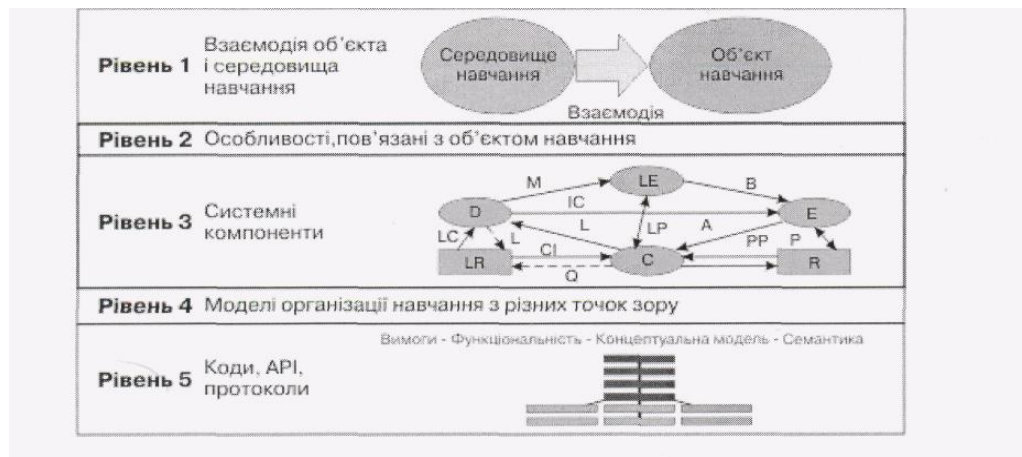 Рівень 1
Взаємодія об'єкта
і середовища
навчання
Середовище
навчання
Об'єкт
навчання
Взаємодія
Рівень 2 Особливості,пов'язані з об'єктом навчання
Рівень 3
Системні
компоненти
M
LE
B
IC
D
E
L
LP
A
LC
L
CI
PP
P
LR
C
R
Q
Рівень 4 Моделі організації навчання з різних точок зору
Вимоги - Функціональність - Концептуальна модель - Семантика
Рівень 5
Коди, API,
протоколи